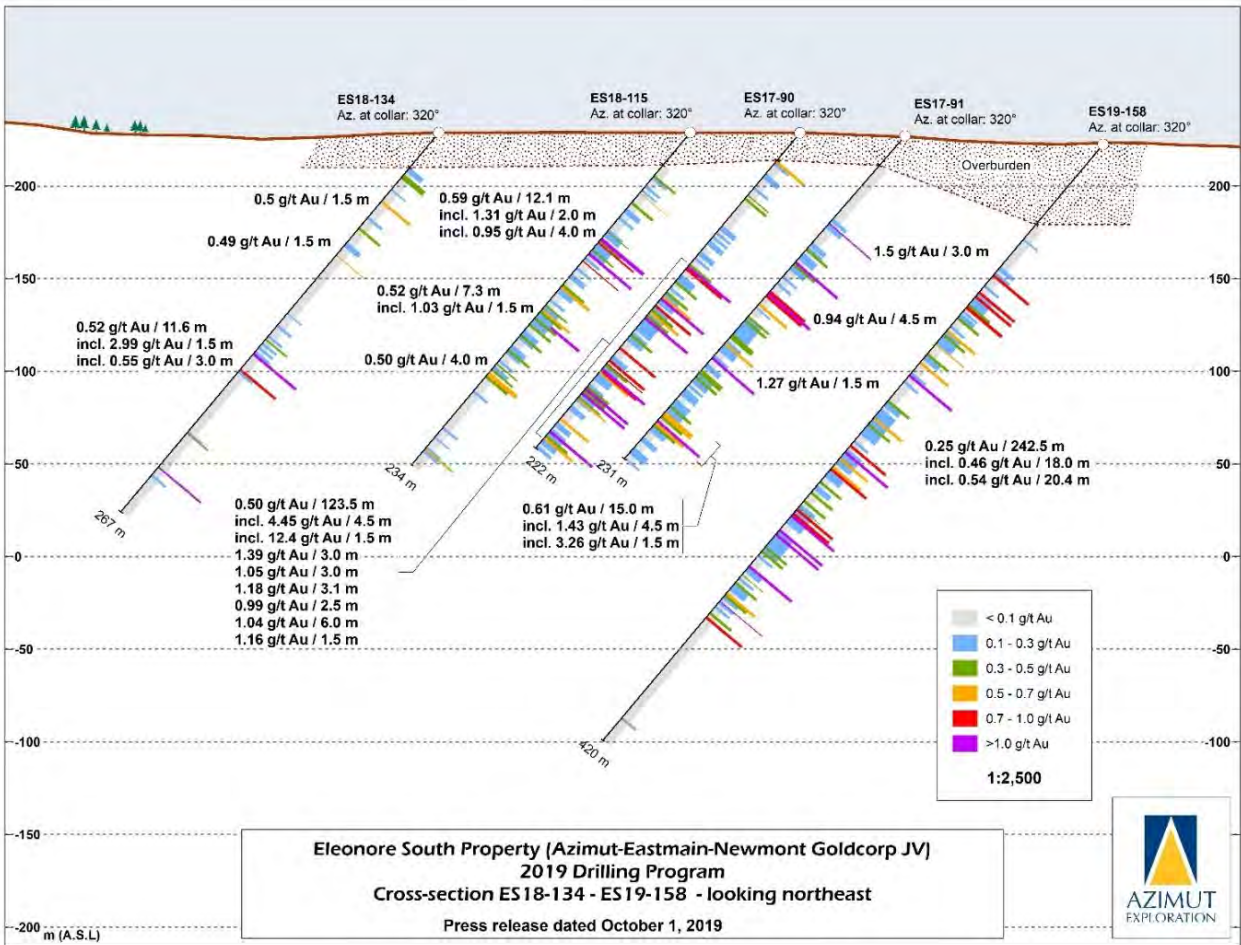 ES18-134
Az. at collar: 320°
ES18-115
Az. at collar: 320°
ES17-90
Az. at collar: 320°
ES17-91
Az. at collar: 320°
ES19-158
Az. at collar: 320°
Overburden
200
200
150
150
100
100
50
50
0
0
-50
-50
-100
-100
-150
-150
-200 m (A.S.L)
-200
0.5 g/t Au / 1.5 m
0.49 g/t Au / 1.5 m
0.52 g/t Au / 11.6 m
incl. 2.99 g/t Au / 1.5 m
incl. 0.55 g/t Au / 3.0 m
267 m
0.59 g/t Au / 12.1 m
incl. 1.31 g/t Au / 2.0 m
incl. 0.95 g/t Au / 4.0 m
0.52 g/t Au / 7.3 m
incl. 1.03 g/t Au / 1.5 m
0.50 g/t Au / 4.0 m
234 m
222 m
231 m
1.5 g/t Au / 3.0 m
0.94 g/t Au / 4.5 m
1.27 g/t Au / 1.5 m
0.50 g/t Au / 123.5 m
incl. 4.45 g/t Au / 4.5 m
incl. 12.4 g/t Au / 1.5 m
1.39 g/t Au / 3.0 m
1.05 g/t Au / 3.0 m
1.18 g/t Au / 3.1 m
0.99 g/t Au / 2.5 m
1.04 g/t Au / 6.0 m
1.16 g/t Au / 1.5 m
0.61 g/t Au / 15.0 m
incl. 1.43 g/t Au / 4.5 m
incl. 3.26 g/t Au / 1.5 m
0.25 g/t Au / 242.5 m
incl. 0.46 g/t Au / 18.0 m
incl. 0.54 g/t Au / 20.4 m
420 m
< 0.1 g/t Au
0.1 - 0.3 g/t Au
0.3 - 0.5 g/t Au
0.5 - 0.7 g/t Au
0.7 - 1.0 g/t Au
>1.0 g/t Au
1:2,500
Eleonore South Property (Azimut-Eastmain-Newmont Goldcorp JV)
2019 Drilling Program
Cross-section ES18-134 - ES19-158 - looking northeast
Press release dated October 1, 2019
AZIMUT
EXPLORATION